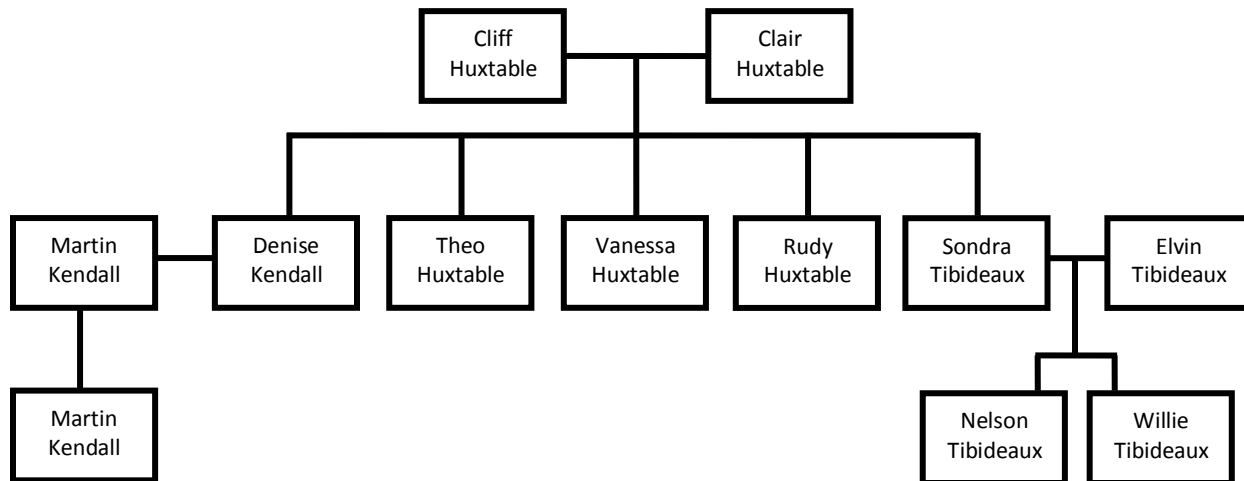 Cliff
Huxtable
Clair
Huxtable
Martin
Kendall
Denise
Kendall
Theo
Huxtable
Vanessa
Huxtable
Rudy
Huxtable
Sondra
Tibideaux
Elvin
Tibideaux
Martin
Kendall
Nelson
Tibideaux
Willie
Tibideaux